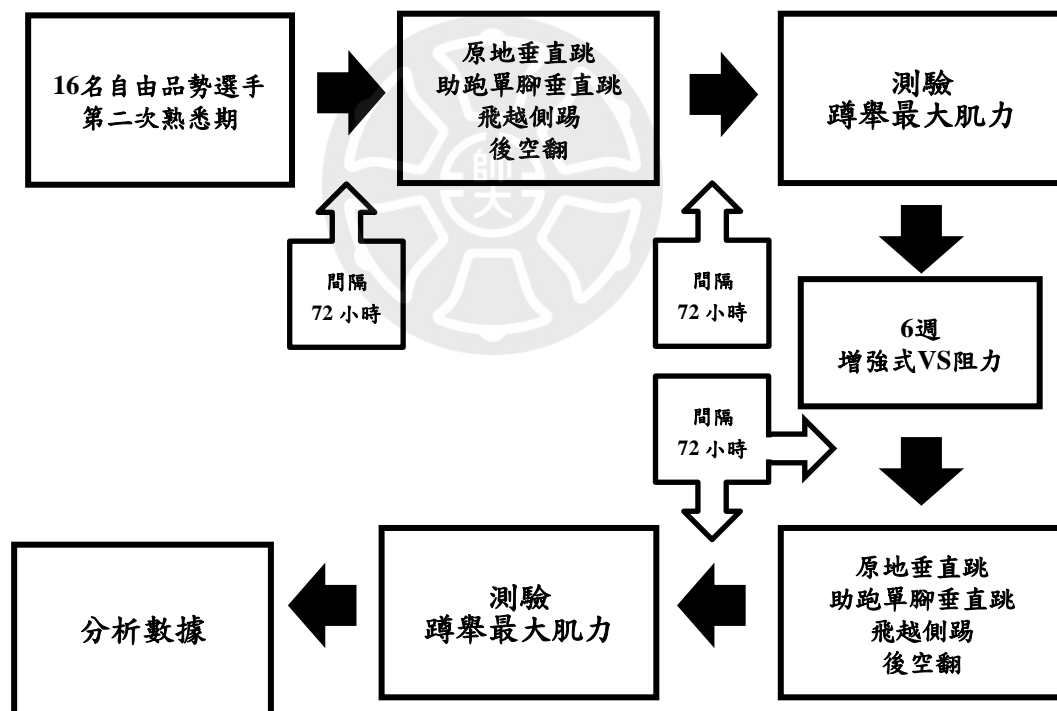 16名自由品勢選手
第二次熟悉期
原地垂直跳
助跑單腳垂直跳
飛越側踢
後空翻
測驗
蹲舉最大肌力
師大
間隔
72 小時
間隔
72 小時
6週
增強式VS阻力
間隔
72 小時
原地垂直跳
助跑單腳垂直跳
飛越側踢
後空翻
測驗
蹲舉最大肌力
分析數據